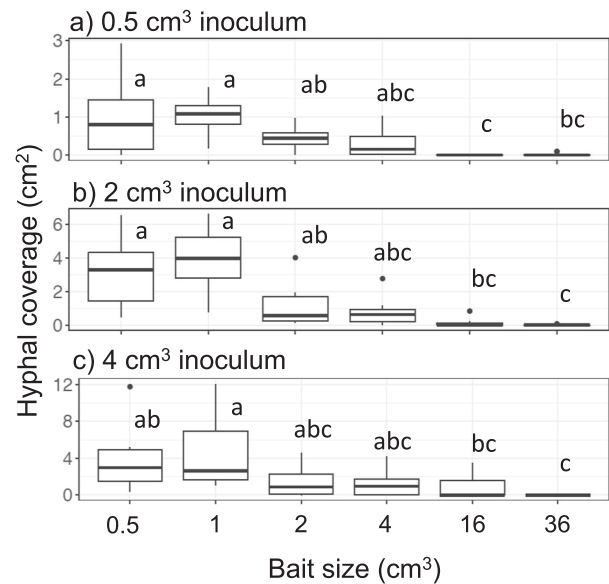 a) 0.5 cm³ inoculum
Hyphal coverage (cm²)
3
2
1
0
a a ab abc c bc
b) 2 cm³ inoculum
6
4
2
0
a a ab abc bc c
c) 4 cm³ inoculum
12
8
4
0
ab a abc abc bc c
0.5 1 2 4 16 36
Bait size (cm³)